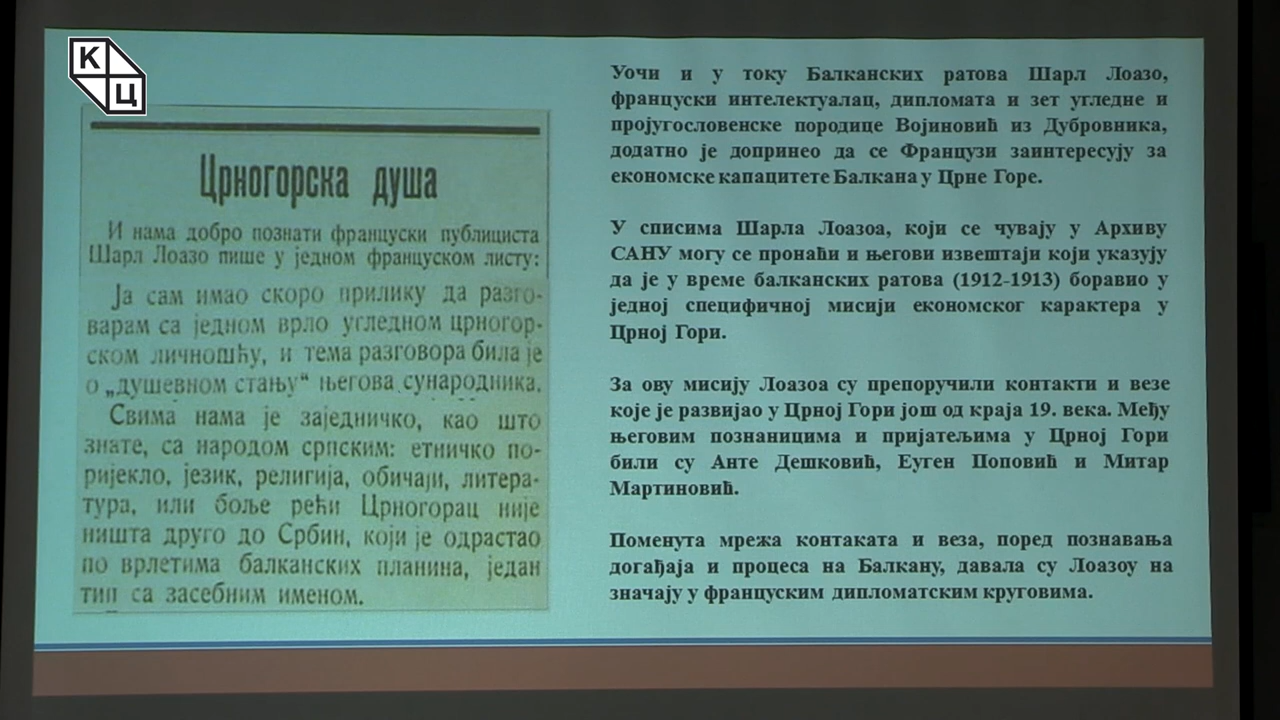 К
Ц
Црногорска душа
И нама добро познати француски публициста
Шарл Лоазо пише у једном француском листу:
Ја сам имао скоро прилику да разго-
варам са једном врло угледном црногор-
ском личношћу, и тема разговора била је
о „душевном стању“ његова сународника.
Свима нама је заједничко, као што
знате, са народом српским: етничко по-
ријекло, језик, религија, обичаји, литера-
тура, или боље рећи Црногорац није
ништа друго до Србин, који је одрастао
по врлетима балканских планина, један
тип са засебним именом.
Уочи и у току Балканских ратова Шарл Лоазо,
француски интелектуалац, дипломата и зет угледне и
пројугословенске породице Војиновић из Дубровника,
додатно је допринео да се Французи заинтересују за
економске капацитете Балкана у Црне Горе.
У списима Шарла Лоазоа, који се чувају у Архиву
САНУ могу се пронаћи и његови извештаји који указују
да је у време балканских ратова (1912-1913) боравио у
једној специфичној мисији економског карактера у
Црној Гори.
За ову мисију Лоазоа су препоручили контакти и везе
које је развијао у Црној Гори још од краја 19. века. Међу
његовим познаницима и пријатељима у Црној Гори
били су Анте Дешковић, Еуген Поповић и Митар
Мартиновић.
Поменута мрежа контаката и веза, поред познавања
догађаја и процеса на Балкану, давала су Лоазоу на
значају у француским дипломатским круговима.